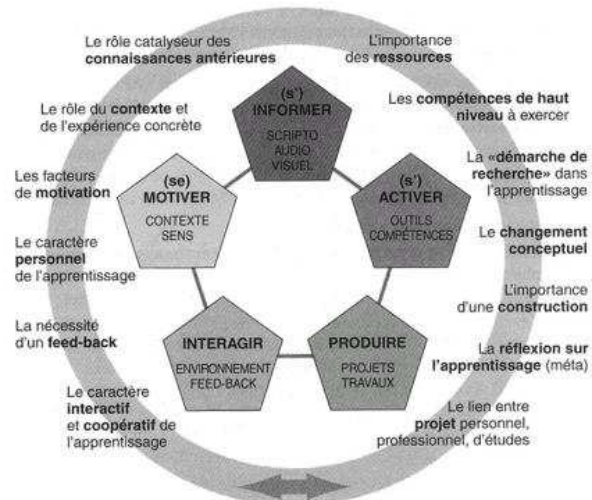 Le rôle catalyseur des
connaissances antérieures
L'importance
des ressources
Le rôle du contexte et
de l'expérience concrète
Les compétences de haut
niveau à exercer
(s')
INFORMER
SCRIPTO
AUDIO
VISUEL
Les facteurs
de motivation
(se)
MOTIVER
CONTEXTE
SENS
(s')
ACTIVER
OUTILS
COMPÉTENCES
La «démarche de
recherche» dans
l'apprentissage
Le caractère
personnel
de l'apprentissage
Le changement
conceptuel
L'importance
d'une construction
La nécessité
d'un feed-back
INTERAGIR
ENVIRONNEMENT
FEED-BACK
PRODUIRE
PROJETS
TRAVAUX
La réflexion sur
l'apprentissage (méta)
Le caractère
interactif
et coopératif de
l'apprentissage
Le lien entre
projet personnel,
professionnel, d'études